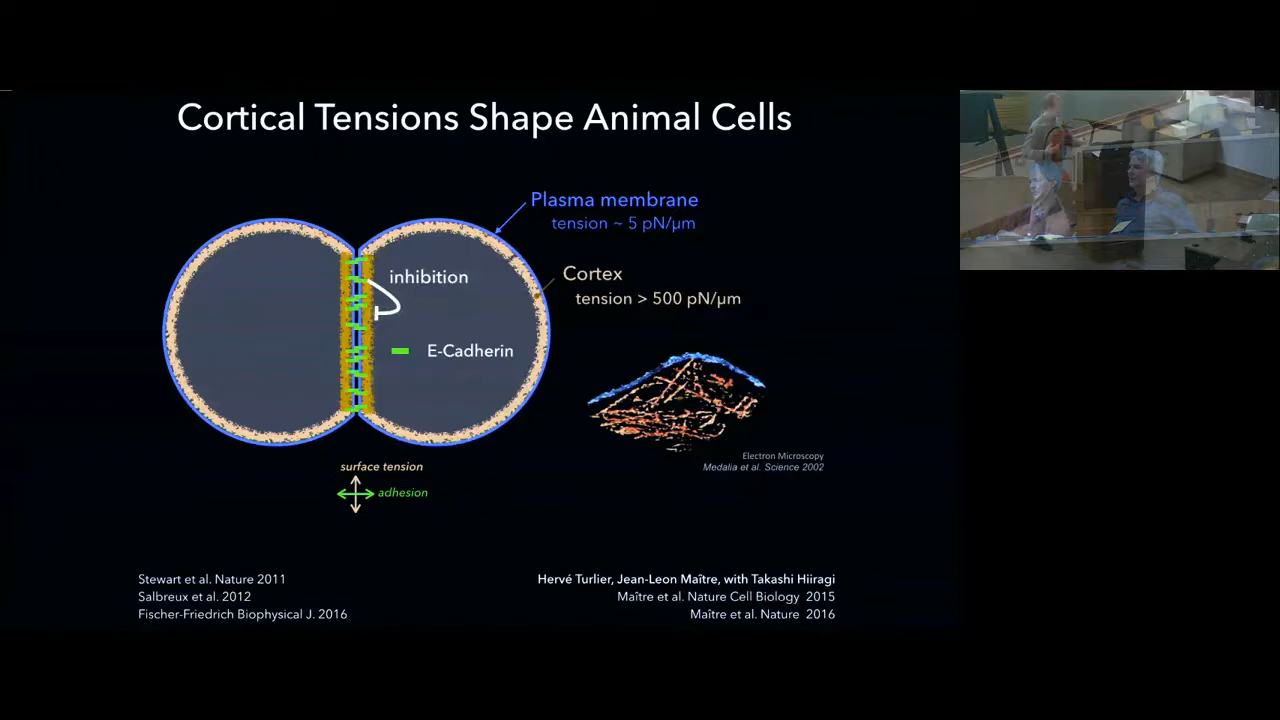 Cortical Tensions Shape Animal Cells
Plasma membrane
tension ~ 5 pN/µm
inhibition
Cortex
tension > 500 pN/µm
E-Cadherin
Electron Microscopy
Medalia et al. Science 2002
surface tension
adhesion
Stewart et al. Nature 2011
Salbreux et al. 2012
Fischer-Friedrich Biophysical J. 2016
Hervé Turlier, Jean-Leon Maître, with Takashi Hiiragi
Maître et al. Nature Cell Biology 2015
Maître et al. Nature 2016